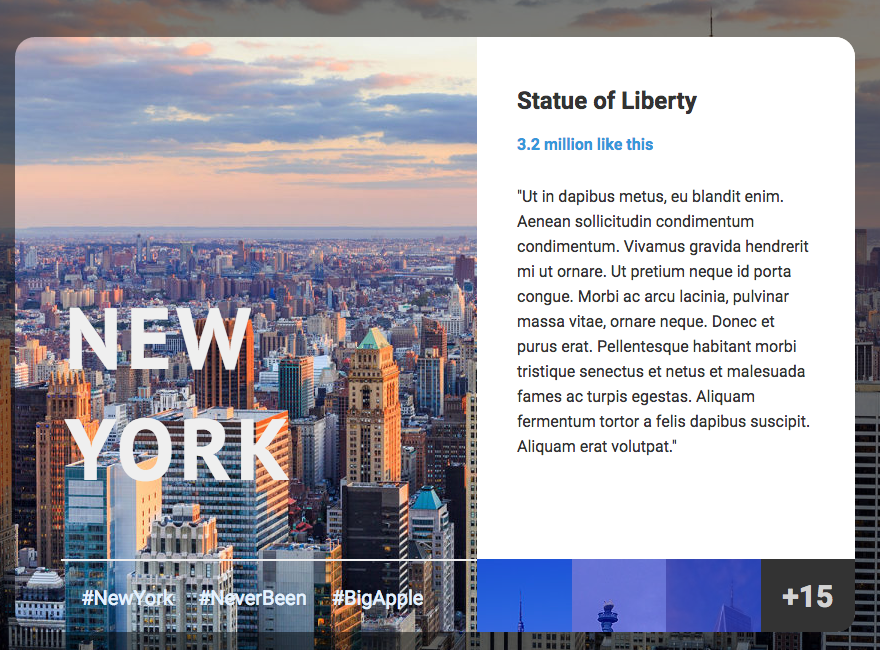 NEW
YORK
#NewYork #NeverBeen #BigApple
Statue of Liberty
3.2 million like this
"Ut in dapibus metus, eu blandit enim.
Aenean sollicitudin condimentum
condimentum. Vivamus gravida hendrerit
mi ut ornare. Ut pretium neque id porta
congue. Morbi ac arcu lacinia, pulvinar
massa vitae, ornare neque. Donec et
purus erat. Pellentesque habitant morbi
tristique senectus et netus et malesuada
fames ac turpis egestas. Aliquam
fermentum tortor a felis dapibus suscipit.
Aliquam erat volutpat."
+15